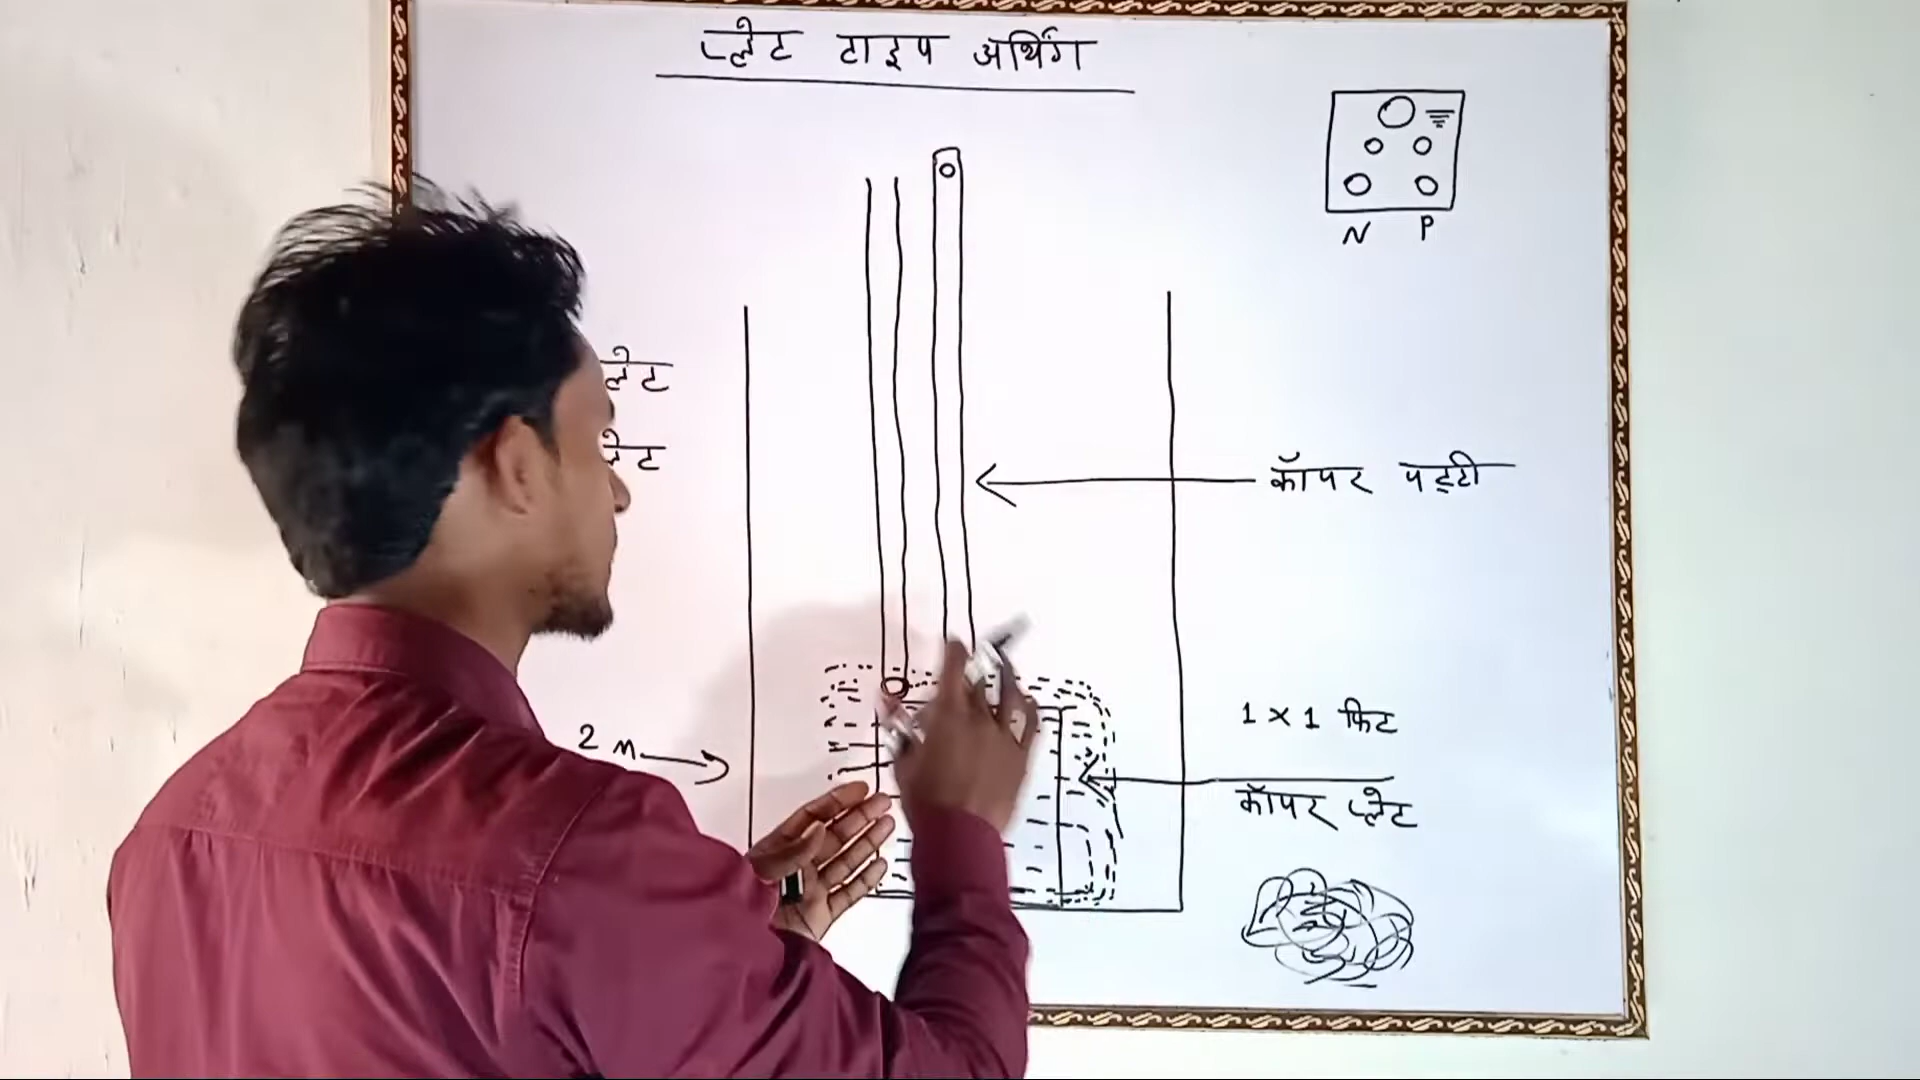 प्लेट टाइप अर्थिंग
N P
कॉपर पट्टी
2 m
1 x 1 फिट
कॉपर प्लेट